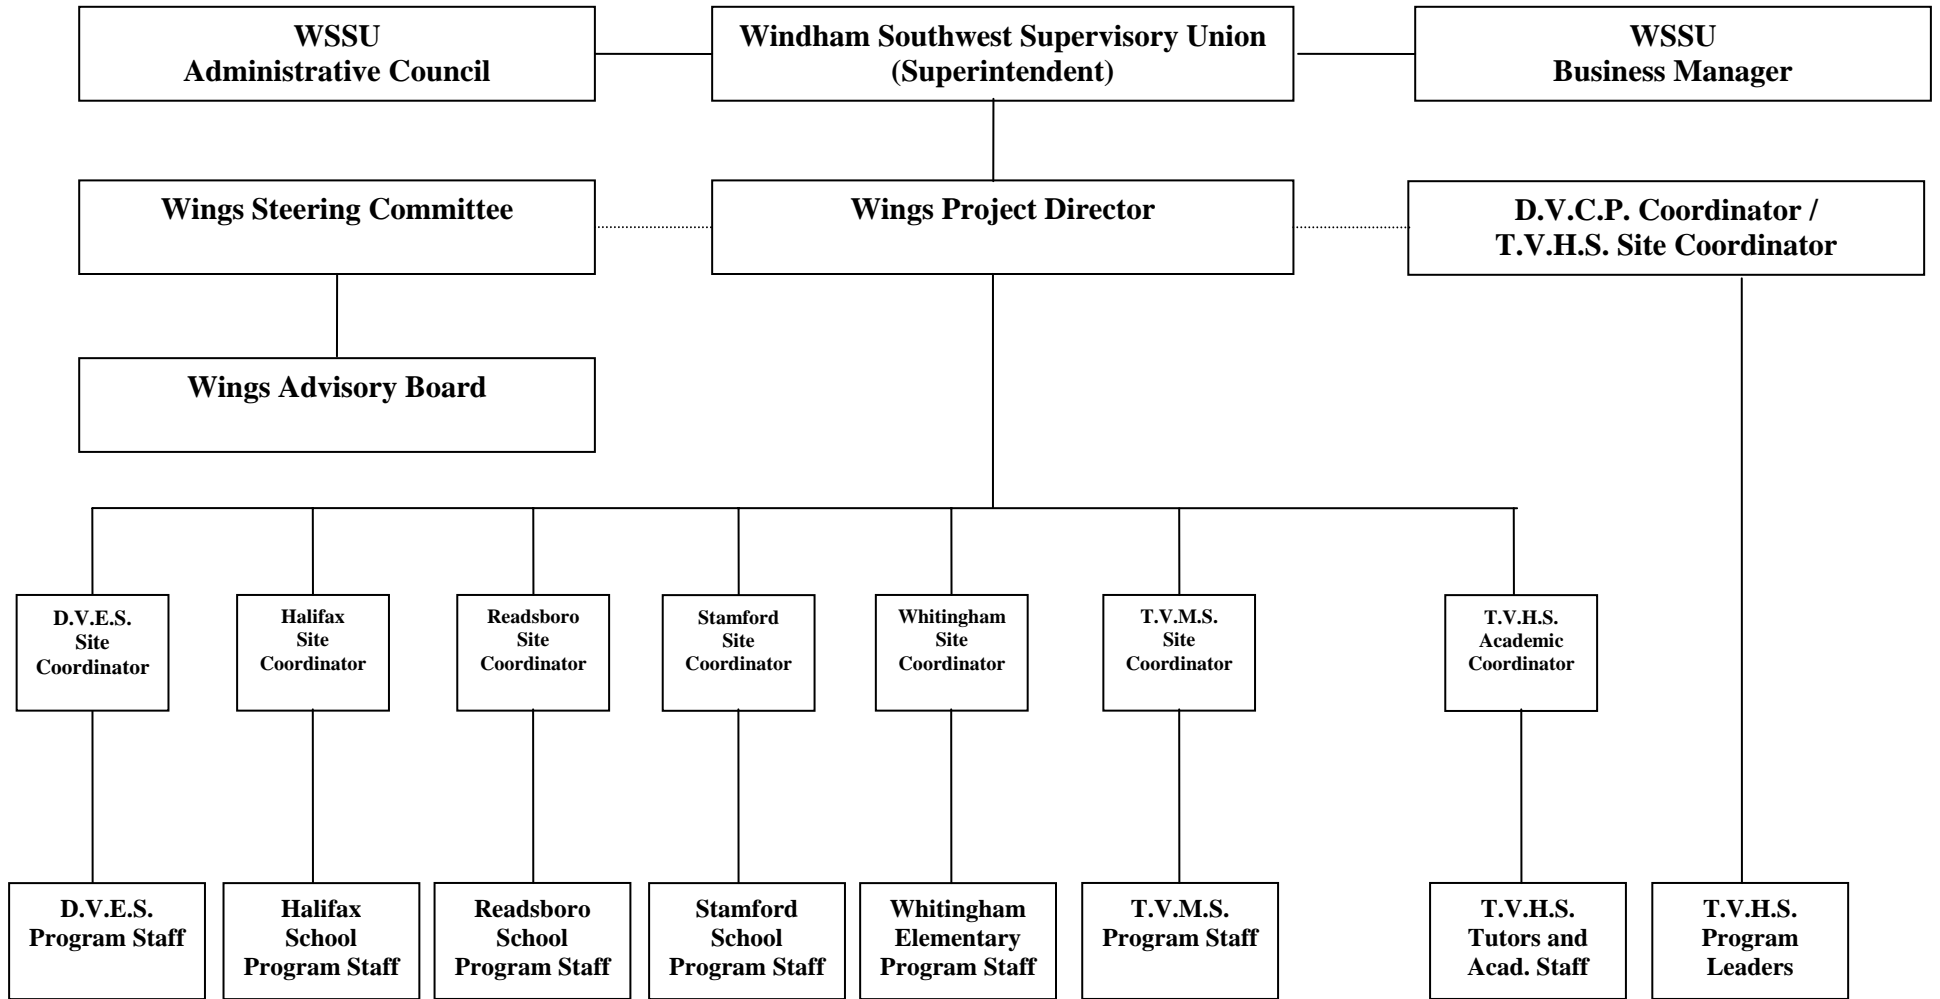 WSSU
Administrative Council
Windham Southwest Supervisory Union
(Superintendent)
WSSU
Business Manager
Wings Steering Committee
Wings Project Director
D.V.C.P. Coordinator /
T.V.H.S. Site Coordinator
Wings Advisory Board
D.V.E.S.
Site
Coordinator
Halifax
Site
Coordinator
Readsboro
Site
Coordinator
Stamford
Site
Coordinator
Whitingham
Site
Coordinator
T.V.M.S.
Site
Coordinator
T.V.H.S.
Academic
Coordinator
D.V.E.S.
Program Staff
Halifax
School
Program Staff
Readsboro
School
Program Staff
Stamford
School
Program Staff
Whitingham
Elementary
Program Staff
T.V.M.S.
Program Staff
T.V.H.S.
Tutors and
Acad. Staff
T.V.H.S.
Program
Leaders